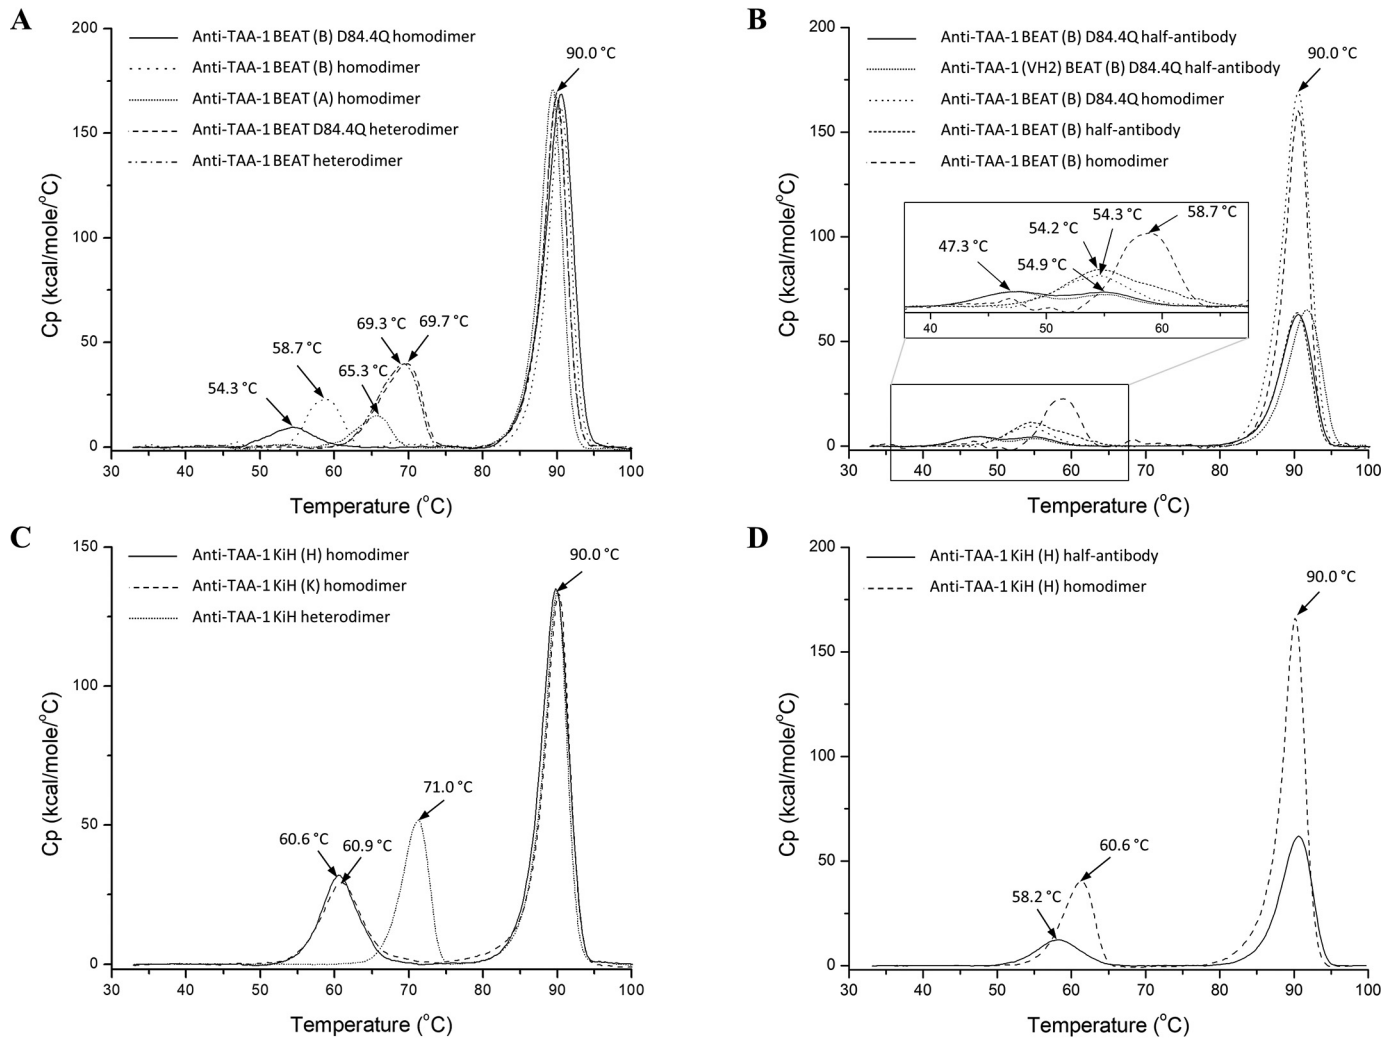 A
200
150
100
50
0
Cp (kcal/mole/°C)
Anti-TAA-1 BEAT (B) D84.4Q homodimer
Anti-TAA-1 BEAT (B) homodimer
Anti-TAA-1 BEAT (A) homodimer
Anti-TAA-1 BEAT D84.4Q heterodimer
Anti-TAA-1 BEAT heterodimer
90.0 °C
69.3 °C
69.7 °C
58.7 °C
65.3 °C
54.3 °C
30 40 50 60 70 80 90 100
Temperature (°C)
B
200
150
100
50
0
Cp (kcal/mole/°C)
Anti-TAA-1 BEAT (B) D84.4Q half-antibody
Anti-TAA-1 (VH2) BEAT (B) D84.4Q half-antibody
Anti-TAA-1 BEAT (B) D84.4Q homodimer
Anti-TAA-1 BEAT (B) half-antibody
Anti-TAA-1 BEAT (B) homodimer
90.0 °C
54.3 °C
58.7 °C
54.2 °C
47.3 °C
54.9 °C
40 50 60
30 40 50 60 70 80 90 100
Temperature (°C)
C
150
100
50
0
Cp (kcal/mole/°C)
Anti-TAA-1 KiH (H) homodimer
Anti-TAA-1 KiH (K) homodimer
Anti-TAA-1 KiH heterodimer
90.0 °C
71.0 °C
60.6 °C
60.9 °C
30 40 50 60 70 80 90 100
Temperature (°C)
D
200
150
100
50
0
Cp (kcal/mole/°C)
Anti-TAA-1 KiH (H) half-antibody
Anti-TAA-1 KiH (H) homodimer
90.0 °C
60.6 °C
58.2 °C
30 40 50 60 70 80 90 100
Temperature (°C)